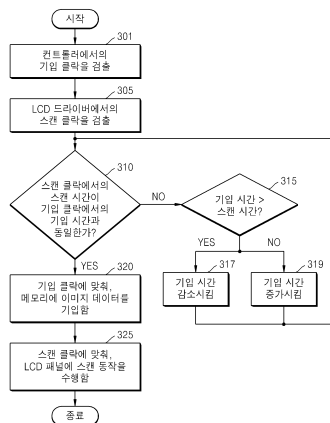 시작
301
컨트롤러에서의
기입 클락을 검출
305
LCD 드라이버에서의
스캔 클락을 검출
310
스캔 클락에서의
스캔 시간이
기입 클락에서의
기입 시간과
동일한가?
NO
315
기입 시간 >
스캔 시간?
YES
NO
YES
320
기입 클락에 맞춰,
메모리에 이미지 데이터를
기입함
317
기입 시간
감소시킴
319
기입 시간
증가시킴
325
스캔 클락에 맞춰,
LCD 패널에 스캔 동작을
수행함
종료